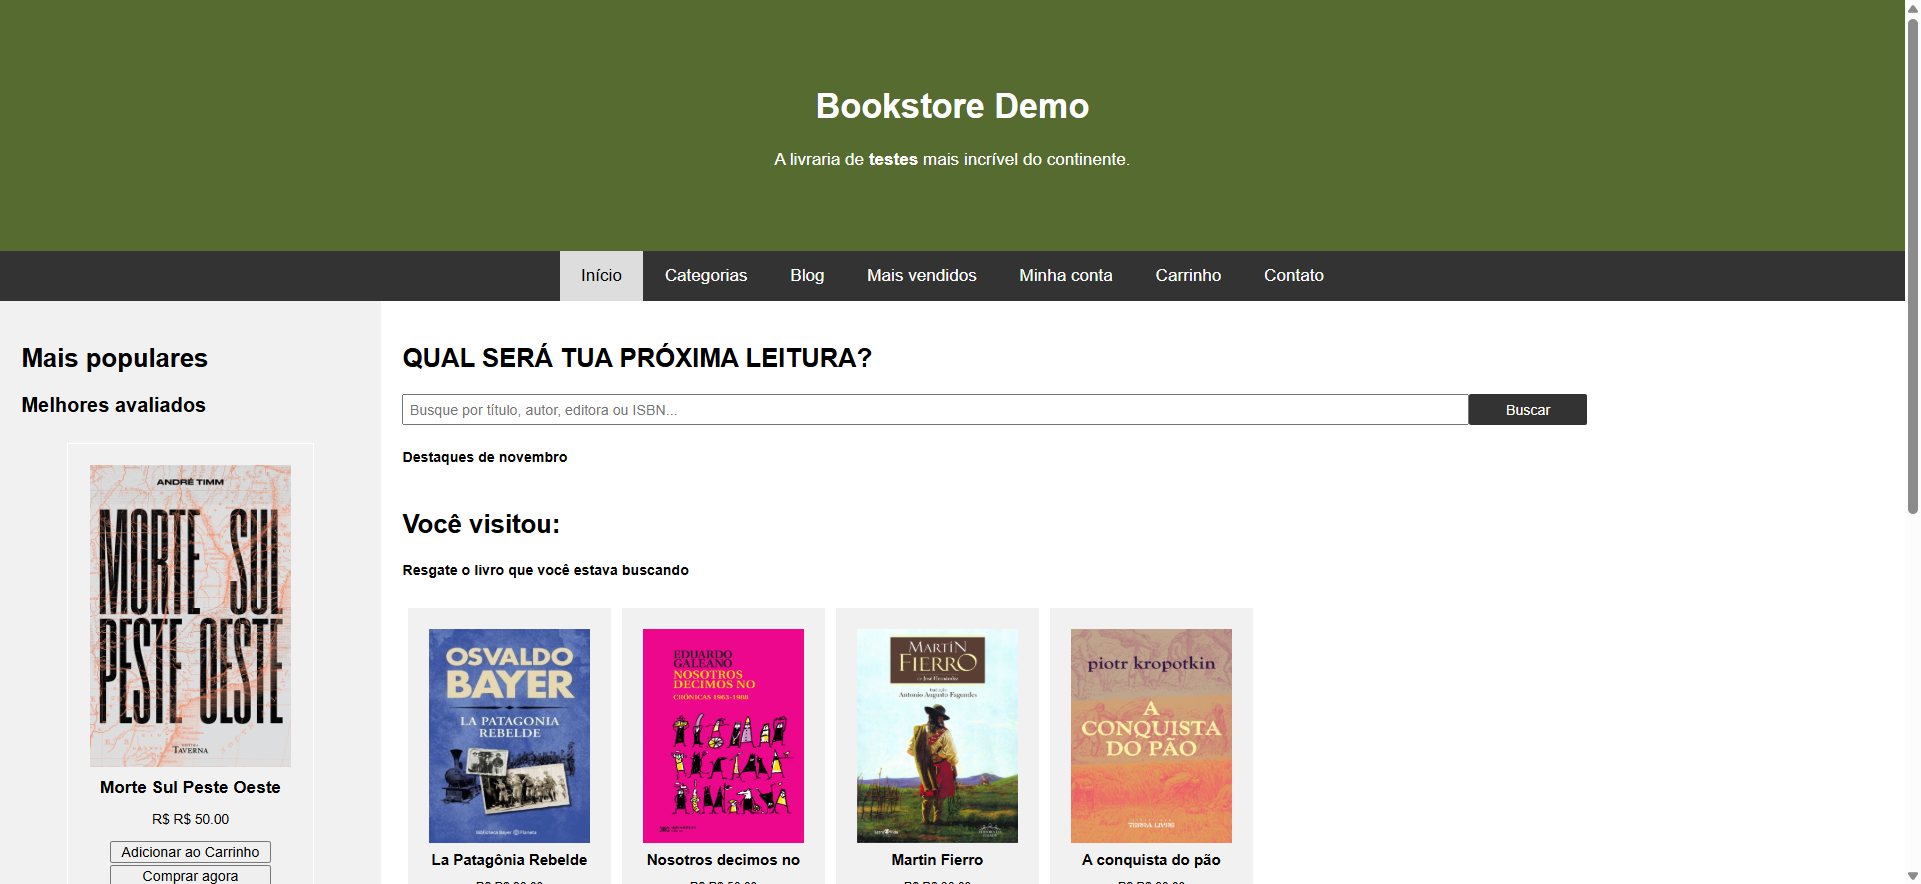 Bookstore Demo
A livraria de testes mais incrível do continente.
Início Categorias Blog Mais vendidos Minha conta Carrinho Contato
Mais populares
Melhores avaliados
ANDRÉ TIMM
MORTE SUL
PESTE OESTE
TAVERNA
Morte Sul Peste Oeste
R$ R$ 50.00
Adicionar ao Carrinho
Comprar agora
QUAL SERÁ TUA PRÓXIMA LEITURA?
Busque por título, autor, editora ou ISBN... Buscar
Destaques de novembro
Você visitou:
Resgate o livro que você estava buscando
OSVALDO
BAYER
LA PATAGONIA
REBELDE
Biblioteca Bayer Planeta
La Patagônia Rebelde
EDUARDO
GALEANO
NOSOTROS
DECIMOS NO
CRÓNICAS 1963-1988
Nosotros decimos no
MARTÍN
FIERRO
de José Hernández
Antonio Augusto Fagundes
Martin Fierro
piotr kropotkin
A
CONQUISTA
DO PÃO
TERRA LIVRE
A conquista do pão